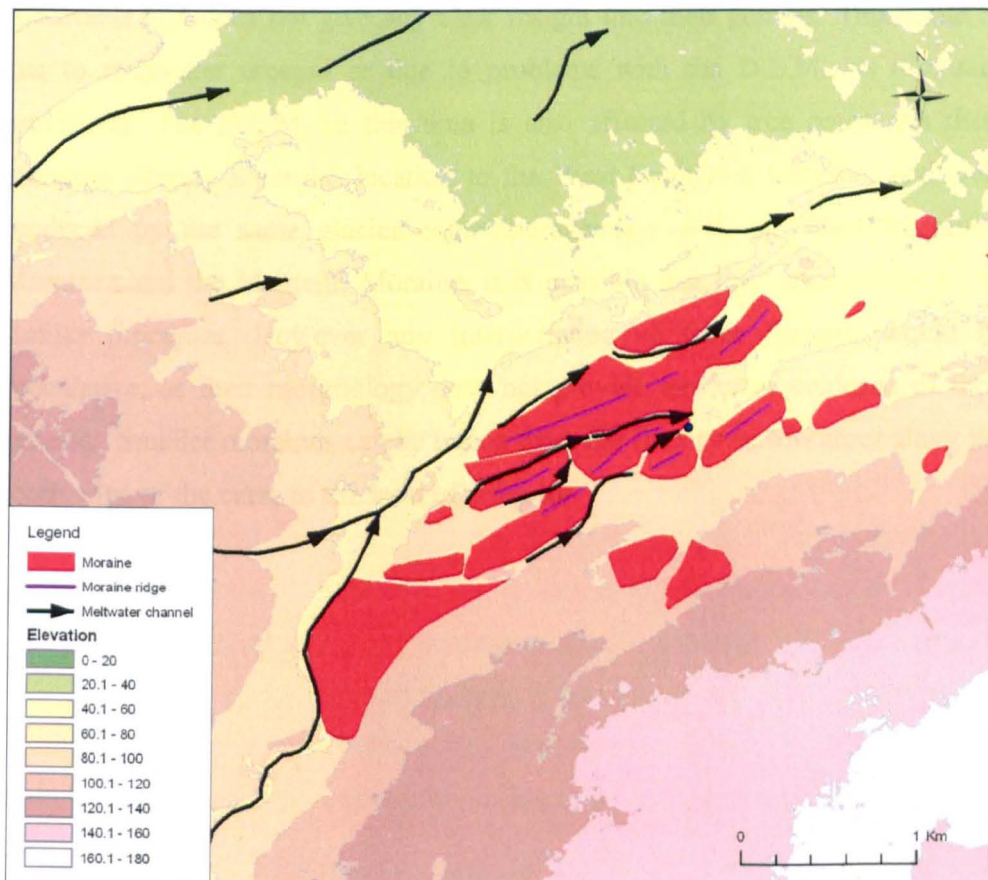 N
Legend
Moraine
Moraine ridge
Meltwater channel
Elevation
0 - 20
20.1 - 40
40.1 - 60
60.1 - 80
80.1 - 100
100.1 - 120
120.1 - 140
140.1 - 160
160.1 - 180
0 1 Km